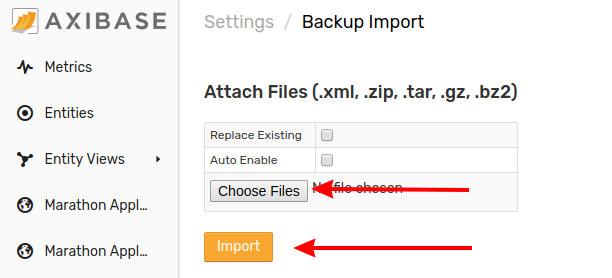 AXIBASE
Settings / Backup Import
Metrics
Entities
Entity Views
Marathon Appl...
Marathon Appl...
Attach Files (.xml, .zip, .tar, .gz, .bz2)
Replace Existing
Auto Enable
Choose Files No file chosen
Import